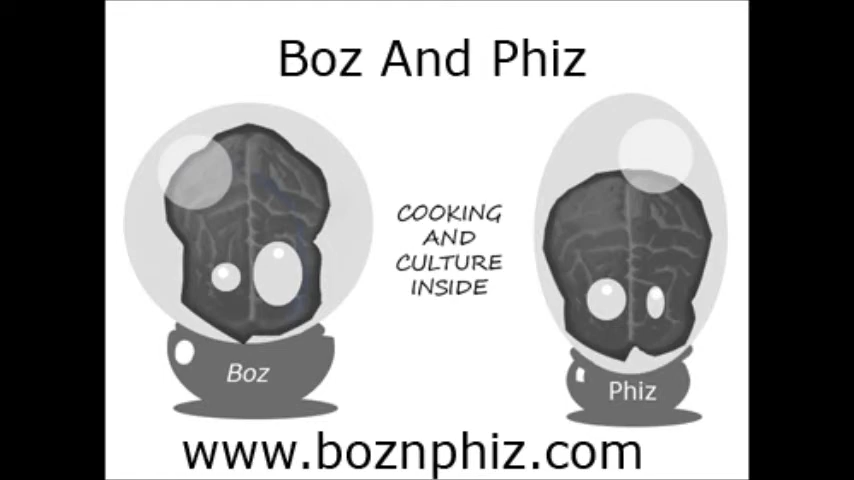 Boz And Phiz
COOKING
AND
CULTURE
INSIDE
Boz
Phiz
www.boznphiz.com